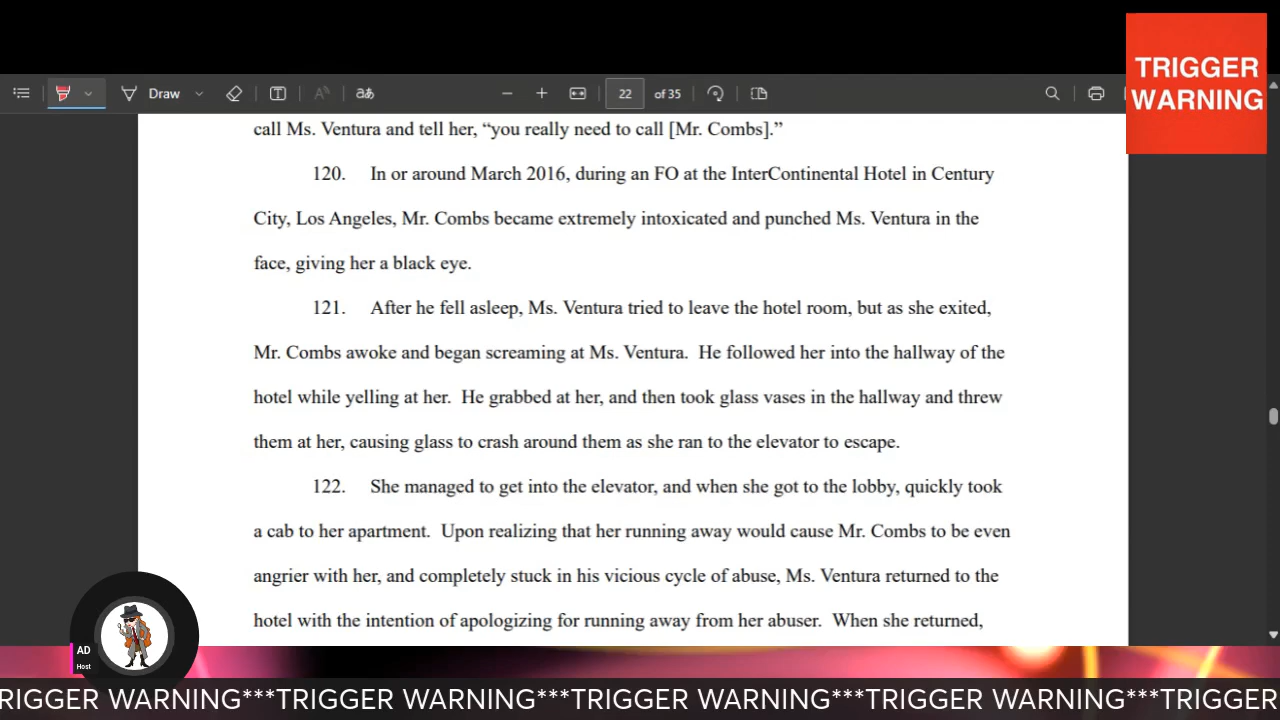 TRIGGER
WARNING
Draw
22 of 35
call Ms. Ventura and tell her, “you really need to call [Mr. Combs].”
120. In or around March 2016, during an FO at the InterContinental Hotel in Century
City, Los Angeles, Mr. Combs became extremely intoxicated and punched Ms. Ventura in the
face, giving her a black eye.
121. After he fell asleep, Ms. Ventura tried to leave the hotel room, but as she exited,
Mr. Combs awoke and began screaming at Ms. Ventura. He followed her into the hallway of the
hotel while yelling at her. He grabbed at her, and then took glass vases in the hallway and threw
them at her, causing glass to crash around them as she ran to the elevator to escape.
122. She managed to get into the elevator, and when she got to the lobby, quickly took
a cab to her apartment. Upon realizing that her running away would cause Mr. Combs to be even
angrier with her, and completely stuck in his vicious cycle of abuse, Ms. Ventura returned to the
hotel with the intention of apologizing for running away from her abuser. When she returned,
AD
Host
RIGGER WARNING***TRIGGER WARNING***TRIGGER WARNING***TRIGGER WARNING***TRIGGER